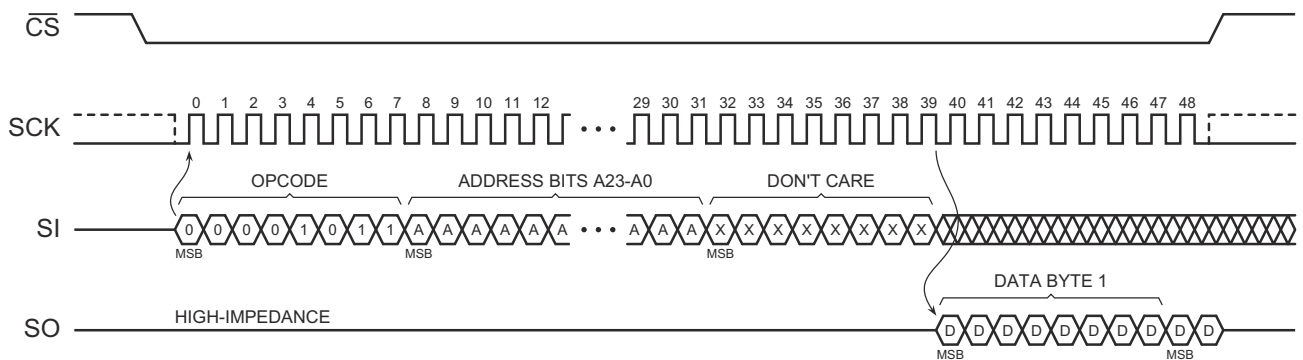 CS
0 1 2 3 4 5 6 7 8 9 10 11 12 29 30 31 32 33 34 35 36 37 38 39 40 41 42 43 44 45 46 47 48
SCK • • •
OPCODE ADDRESS BITS A23-A0 DON'T CARE
SI 0 0 0 0 1 0 1 1 A A A A A A • • • A A A X X X X X X X X
MSB MSB MSB
DATA BYTE 1
HIGH-IMPEDANCE
SO D D D D D D D D D D
MSB MSB